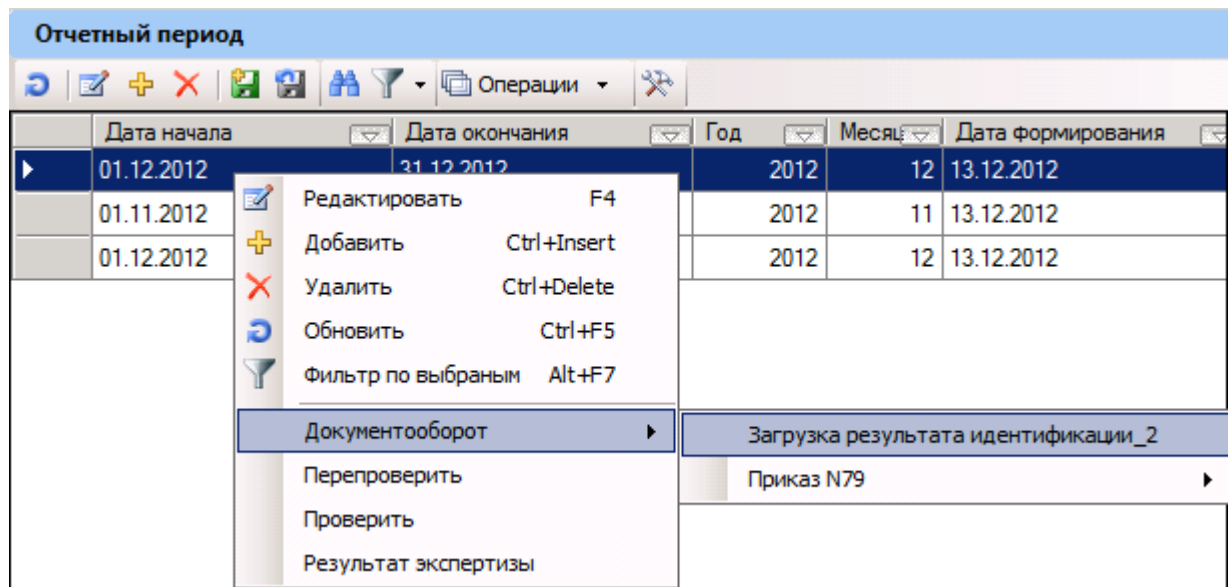 Отчетный период
Операции
Дата начала Дата окончания Год Месяц Дата формирования
01.12.2012 31.12.2012 2012 12 13.12.2012
01.11.2012 2012 11 13.12.2012
01.12.2012 2012 12 13.12.2012
Редактировать F4
Добавить Ctrl+Insert
Удалить Ctrl+Delete
Обновить Ctrl+F5
Фильтр по выбраным Alt+F7
Документооборот Загрузка результата идентификации_2
Перепроверить Приказ N79
Проверить
Результат экспертизы